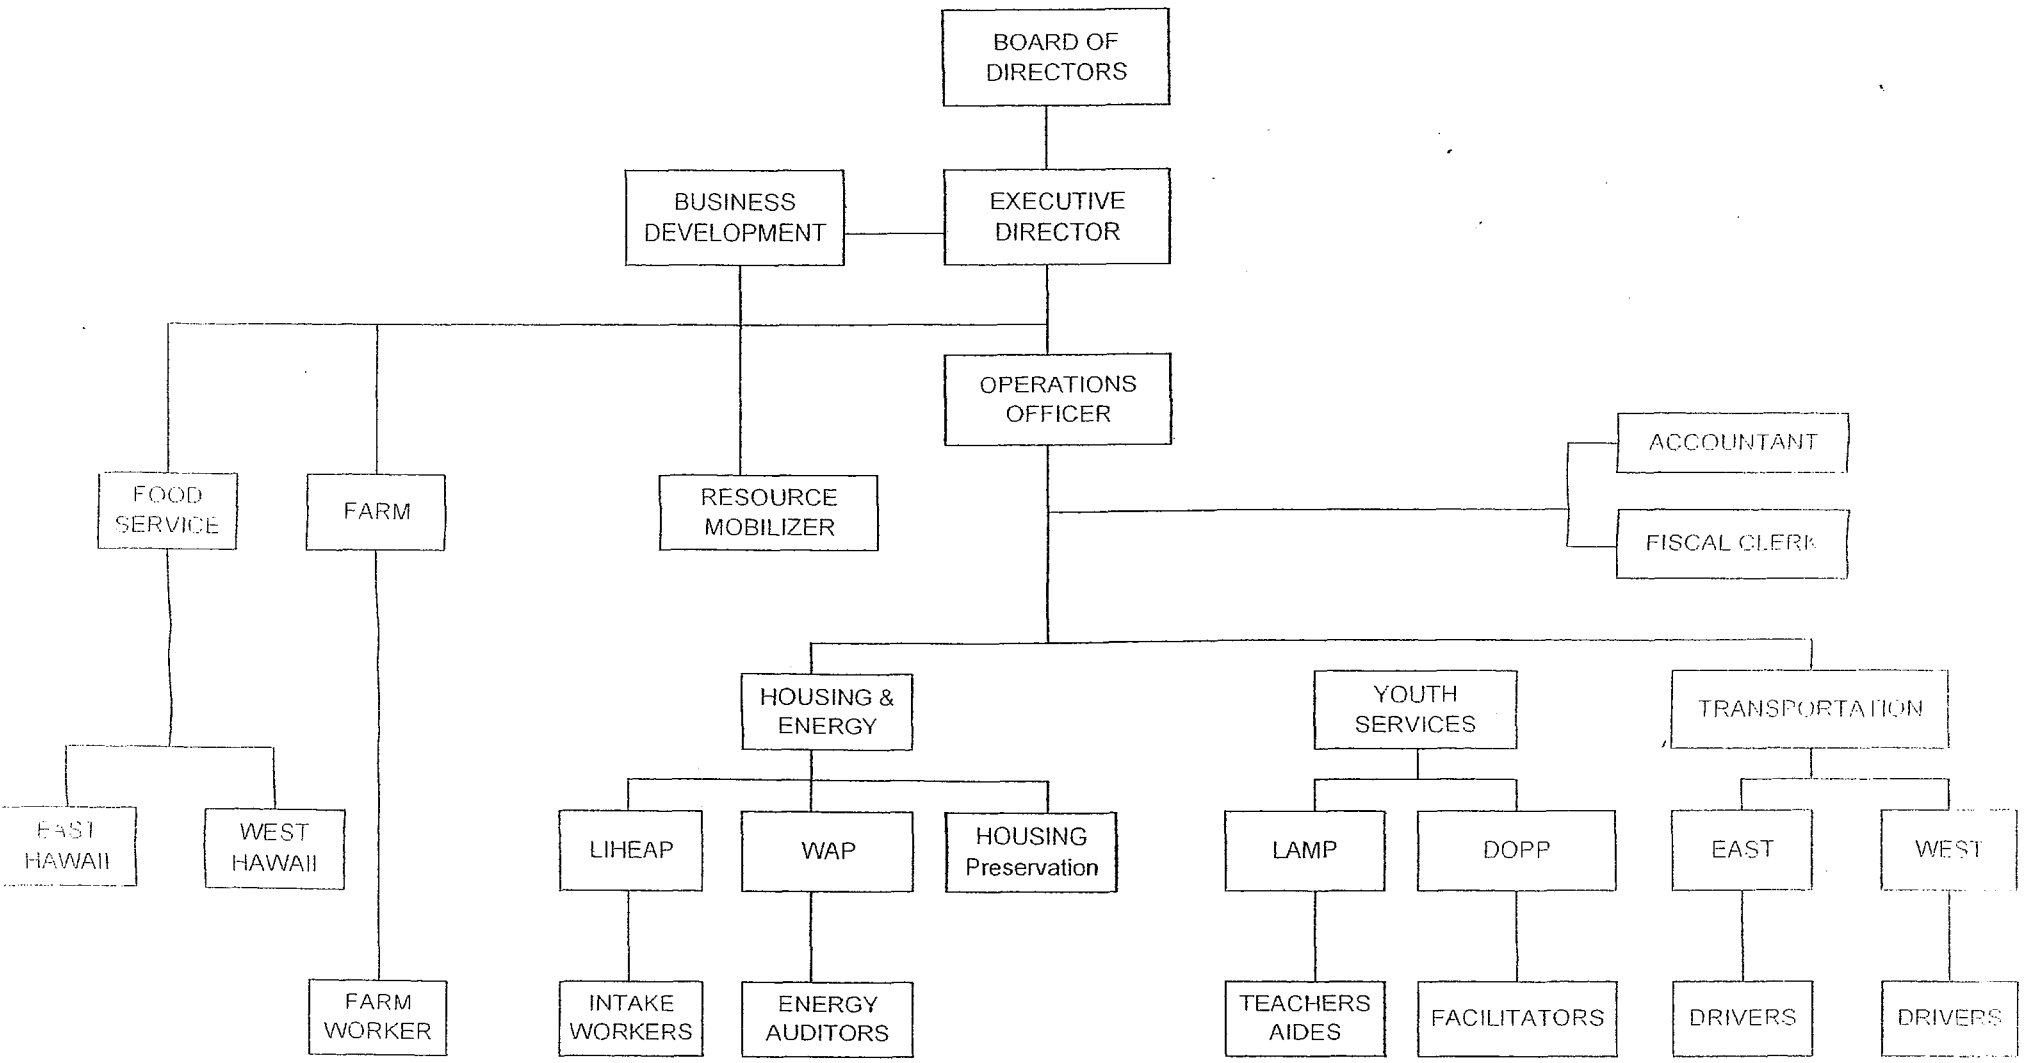 BOARD OF
DIRECTORS
BUSINESS
DEVELOPMENT
EXECUTIVE
DIRECTOR
OPERATIONS
OFFICER
ACCOUNTANT
FISCAL CLERK
FOOD
SERVICE
FARM
RESOURCE
MOBILIZER
HOUSING &
ENERGY
YOUTH
SERVICES
TRANSPORTATION
EAST
HAWAII
WEST
HAWAII
LIHEAP
WAP
HOUSING
Preservation
LAMP
DOPP
EAST
WEST
FARM
WORKER
INTAKE
WORKERS
ENERGY
AUDITORS
TEACHERS
AIDES
FACILITATORS
DRIVERS
DRIVERS